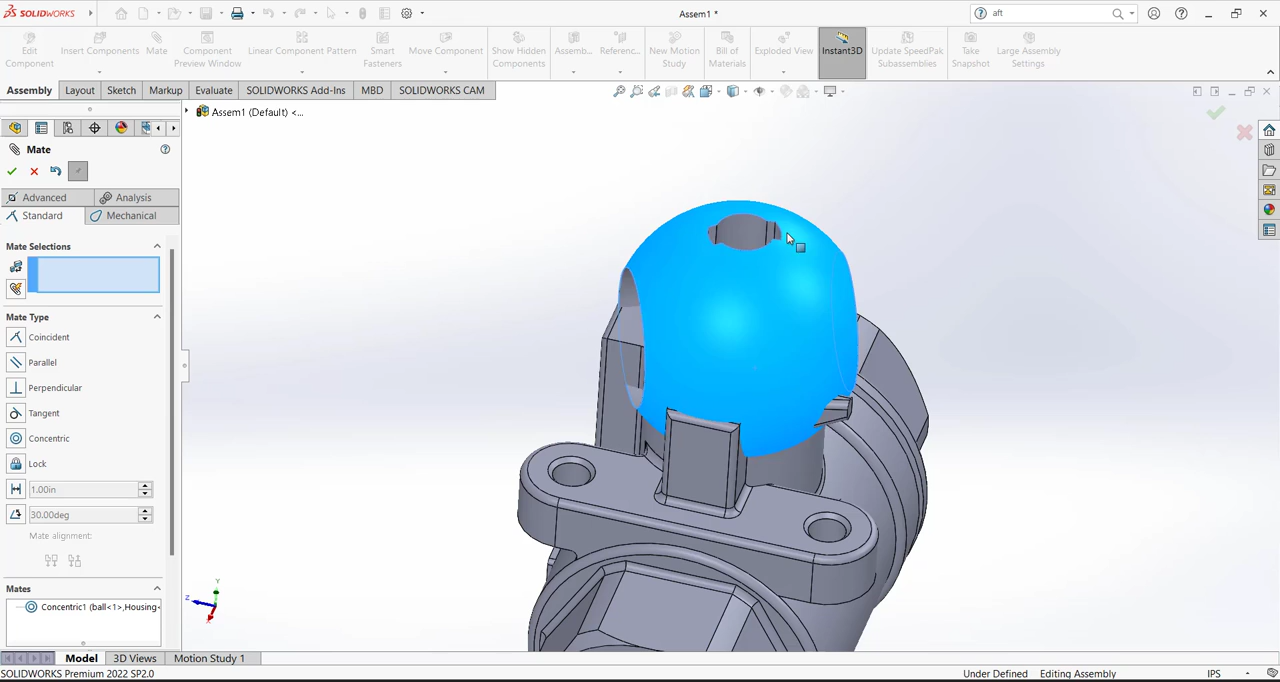 SOLIDWORKS
Assem1 *
aft
Edit Component
Insert Components
Mate
Component Preview Window
Linear Component Pattern
Smart Fasteners
Move Component
Show Hidden Components
Assemb...
Referenc...
New Motion Study
Bill of Materials
Exploded View
Instant3D
Update SpeedPak Subassemblies
Take Snapshot
Large Assembly Settings
Assembly
Layout
Sketch
Markup
Evaluate
SOLIDWORKS Add-Ins
MBD
SOLIDWORKS CAM
Assem1 (Default) <...
Mate
Advanced
Analysis
Standard
Mechanical
Mate Selections
Mate Type
Coincident
Parallel
Perpendicular
Tangent
Concentric
Lock
1.00in
30.00deg
Mate alignment:
Mates
Concentric1 (ball<1>,Housing<
Y
Z
X
Model
3D Views
Motion Study 1
SOLIDWORKS Premium 2022 SP2.0
Under Defined
Editing Assembly
IPS